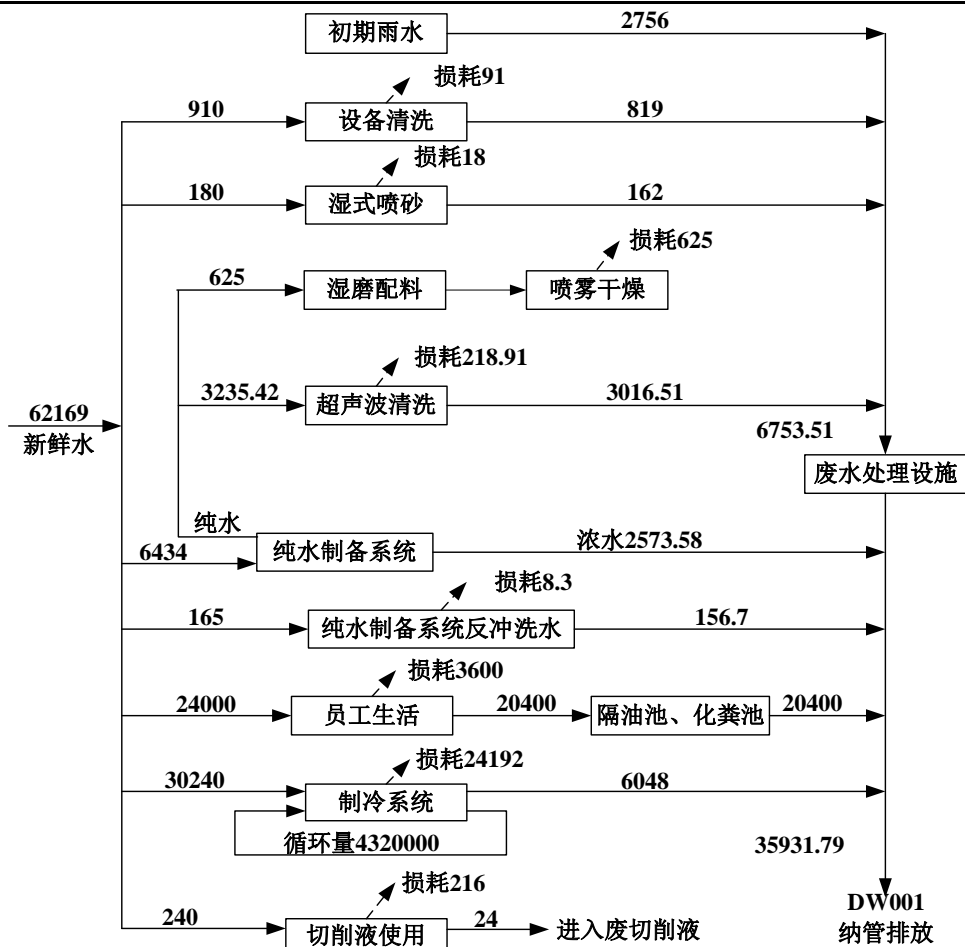 初期雨水
2756
损耗91
910
设备清洗
819
损耗18
180
湿式喷砂
162
损耗625
625
湿磨配料
喷雾干燥
损耗218.91
3235.42
超声波清洗
3016.51
62169
新鲜水
6753.51
废水处理设施
纯水
6434
纯水制备系统
浓水2573.58
损耗8.3
165
纯水制备系统反冲洗水
156.7
损耗3600
24000
员工生活
20400
隔油池、化粪池
20400
损耗24192
30240
制冷系统
6048
循环量4320000
35931.79
损耗216
240
切削液使用
24
进入废切削液
DW001
纳管排放